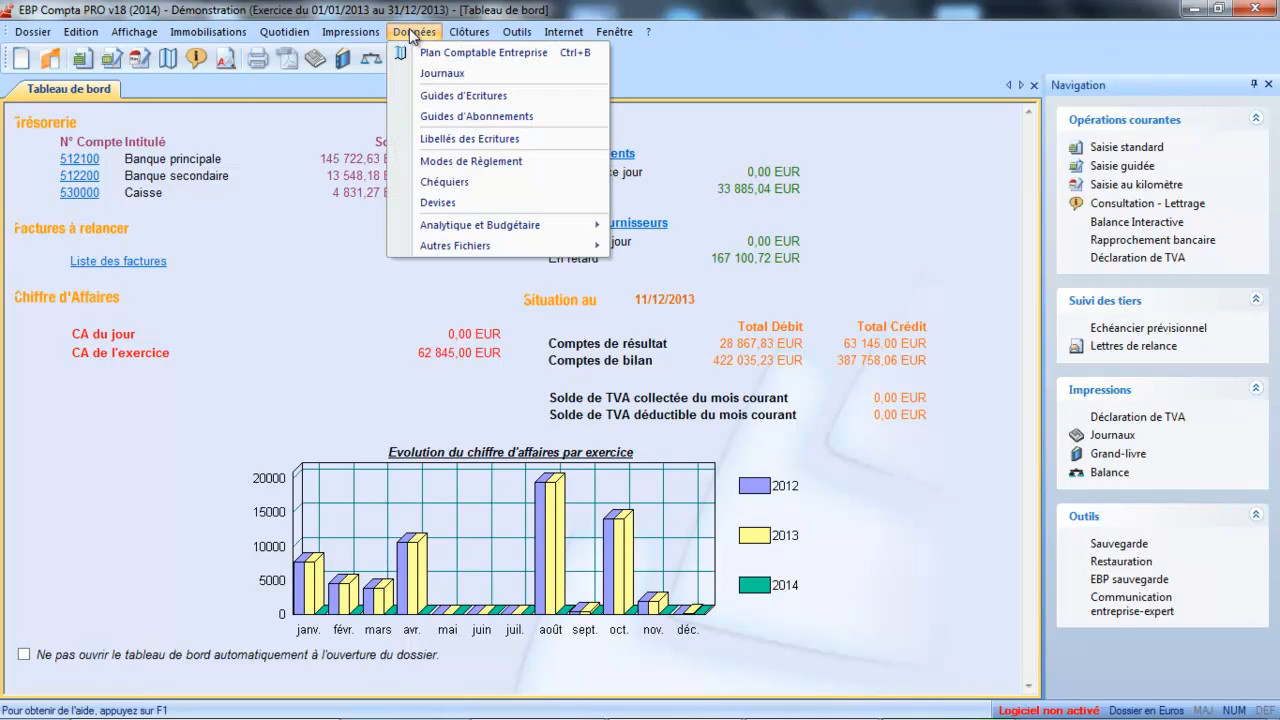 EBP Compta PRO v18 (2014) - Démonstration (Exercice du 01/01/2013 au 31/12/2013) - [Tableau de bord]
Dossier Edition Affichage Immobilisations Quotidien Impressions Données Clôtures Outils Internet Fenêtre ?
Tableau de bord
Plan Comptable Entreprise Ctrl+B
Journaux
Guides d'Ecritures
Guides d'Abonnements
Libellés des Ecritures
Modes de Règlement
Chéquiers
Devises
Analytique et Budgétaire
Autres Fichiers
Trésorerie
N° Compte Intitulé
512100 Banque principale 145 722,63
512200 Banque secondaire 13 548,18
530000 Caisse 4 831,27
jour 0,00 EUR
33 885,04 EUR
Factures à relancer
Liste des factures
jour 0,00 EUR
En retard 167 100,72 EUR
Chiffre d'Affaires
CA du jour 0,00 EUR
CA de l'exercice 62 845,00 EUR
Situation au 11/12/2013
Total Débit Total Crédit
Comptes de résultat 28 867,83 EUR 63 145,00 EUR
Comptes de bilan 422 035,23 EUR 387 758,06 EUR
Solde de TVA collectée du mois courant 0,00 EUR
Solde de TVA déductible du mois courant 0,00 EUR
Evolution du chiffre d'affaires par exercice
20000
15000
10000
5000
0
janv. févr. mars avr. mai juin juil. août sept. oct. nov. déc.
2012
2013
2014
Ne pas ouvrir le tableau de bord automatiquement à l'ouverture du dossier.
Navigation
Opérations courantes
Saisie standard
Saisie guidée
Saisie au kilomètre
Consultation - Lettrage
Balance Interactive
Rapprochement bancaire
Déclaration de TVA
Suivi des tiers
Echéancier prévisionnel
Lettres de relance
Impressions
Déclaration de TVA
Journaux
Grand-livre
Balance
Outils
Sauvegarde
Restauration
EBP sauvegarde
Communication
entreprise-expert
Pour obtenir de l'aide, appuyez sur F1
Logiciel non activé Dossier en Euros MAJ NUM DEF